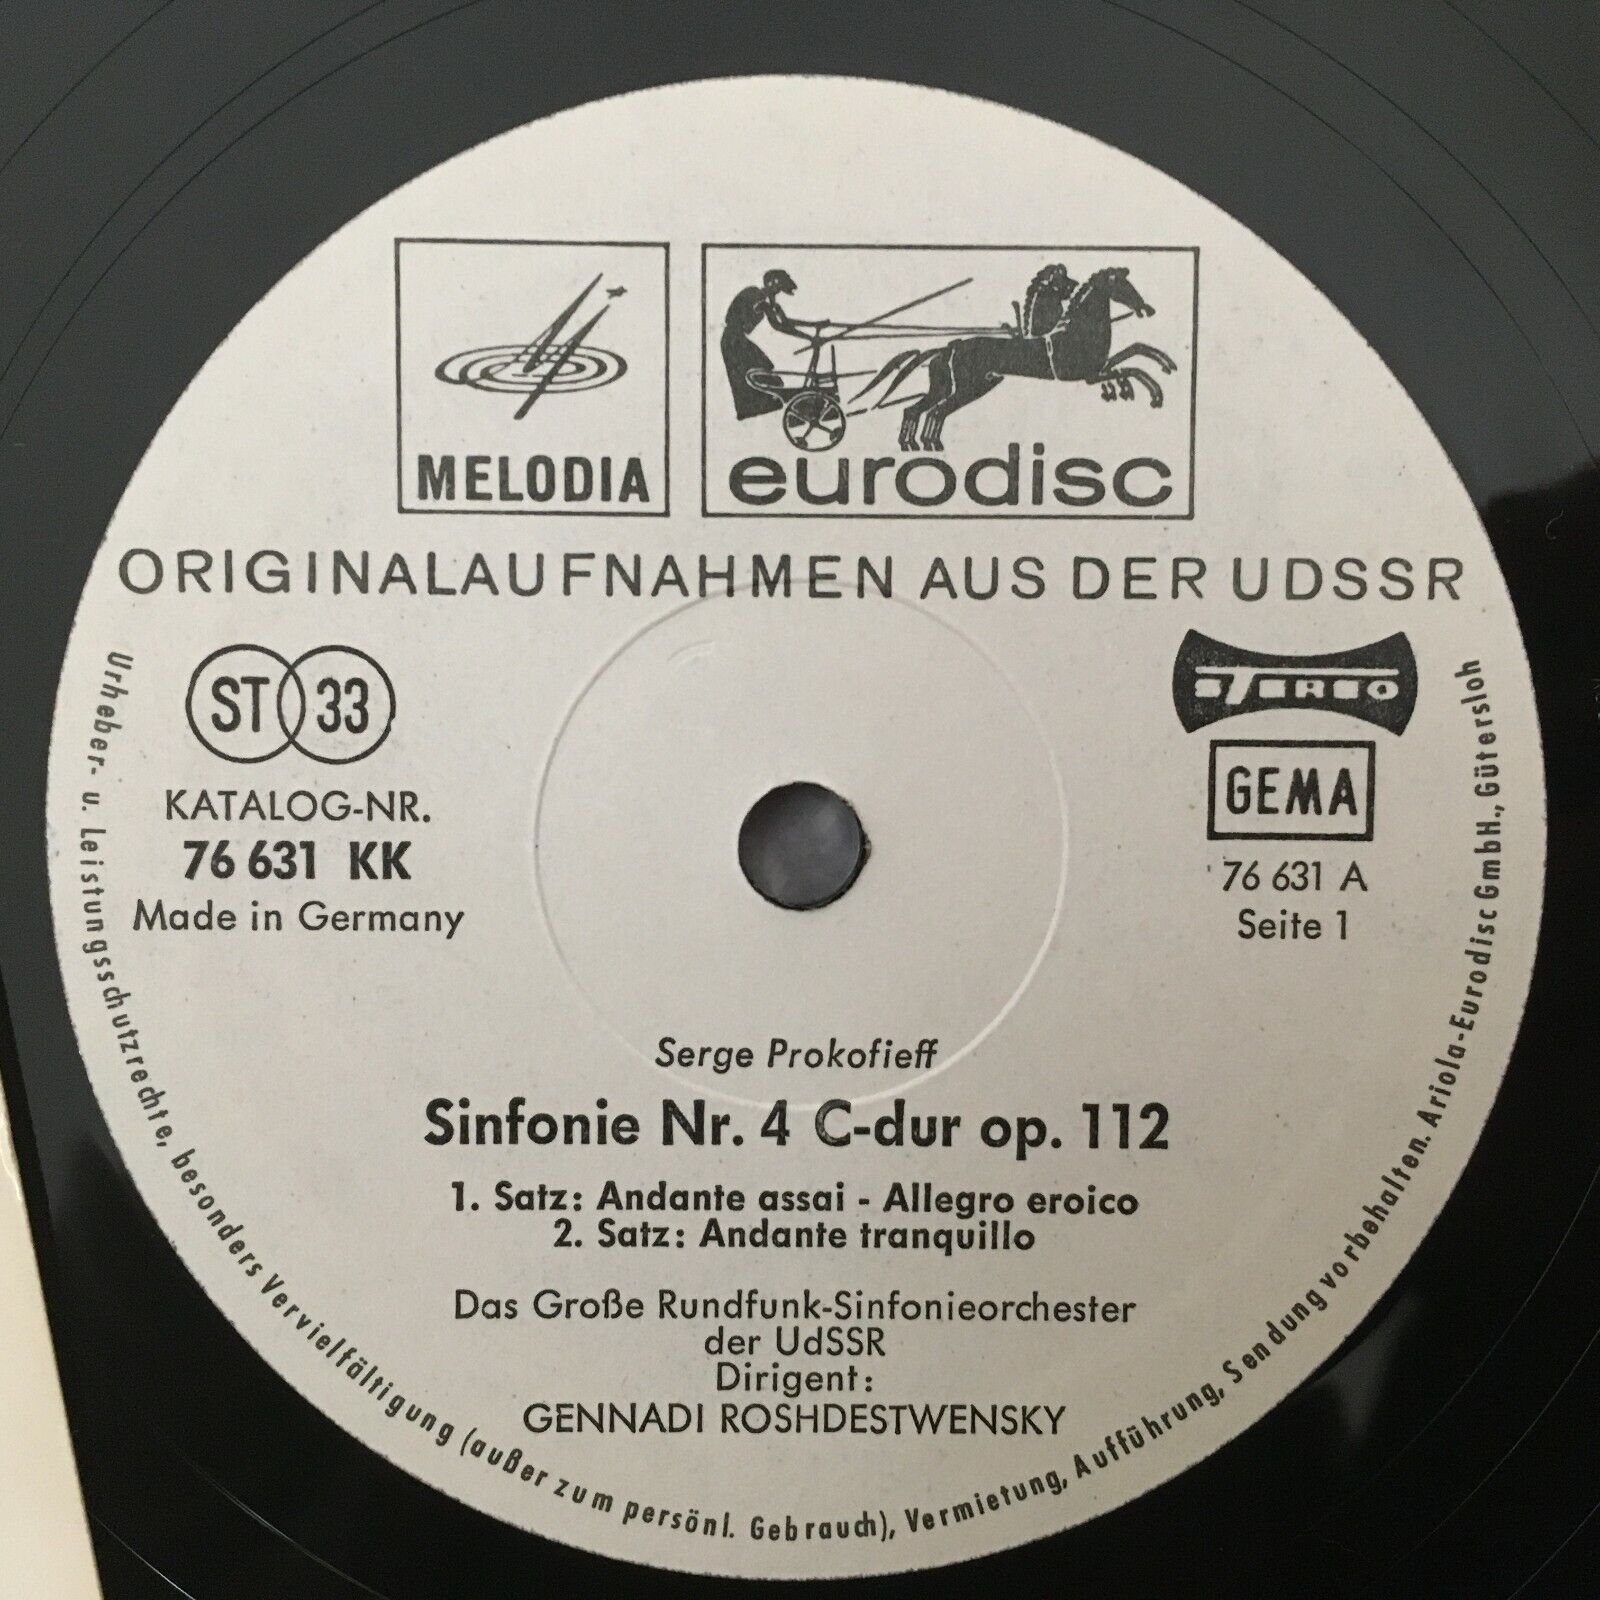 MELODIA
eurodisc
ORIGINALAUFNAHMEN AUS DER UDSSR
ST 33
KATALOG-NR.
76 631 KK
Made in Germany
STEREO
GEMA
76 631 A
Seite 1
Serge Prokofieff
Sinfonie Nr. 4 C-dur op. 112
1. Satz: Andante assai - Allegro eroico
2. Satz: Andante tranquillo
Das Große Rundfunk-Sinfonieorchester
der UdSSR
Dirigent:
GENNADI ROSHDESTWENSKY
Urheber- u. Leistungsschutzrechte, besonders Vervielfältigung (außer zum persönl. Gebrauch), Vermietung, Aufführung, Sendung vorbehalten. Ariola-Eurodisc GmbH., Gütersloh